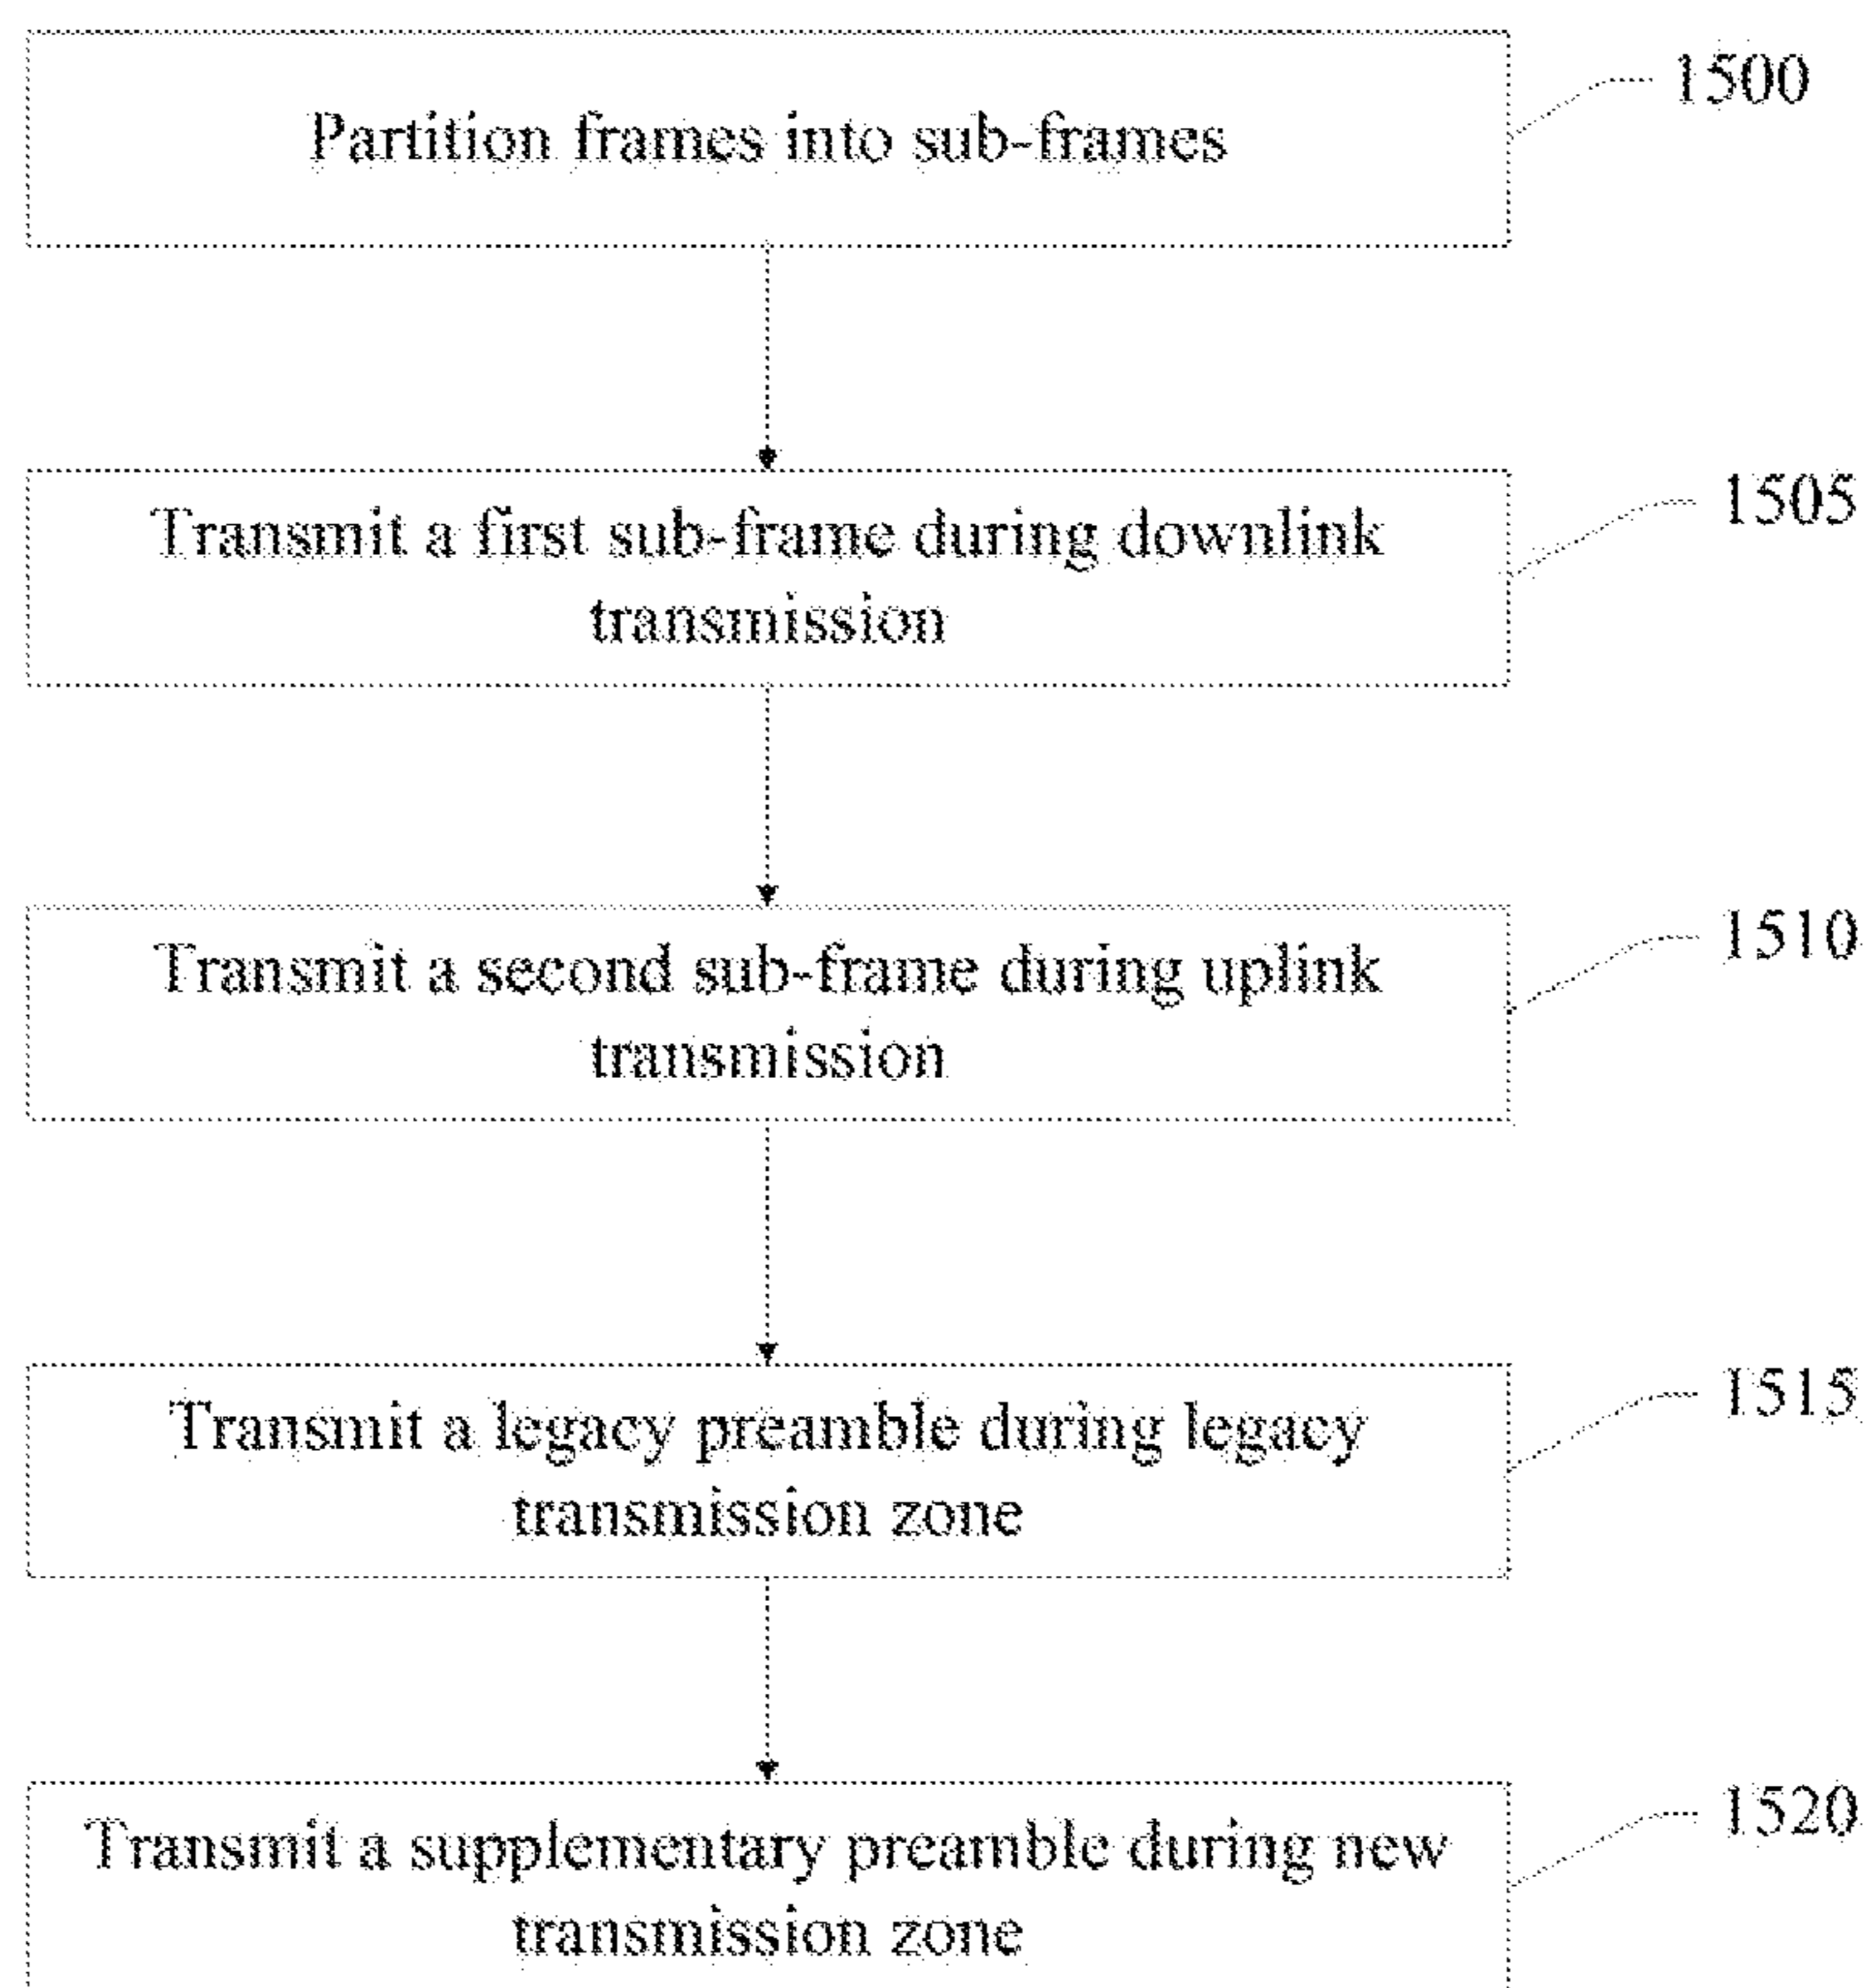 Partition frames into sub-frames
1500
Transmit a first sub-frame during downlink
transmission
1505
Transmit a second sub-frame during uplink
transmission
1510
Transmit a legacy preamble during legacy
transmission zone
1515
Transmit a supplementary preamble during new
transmission zone
1520